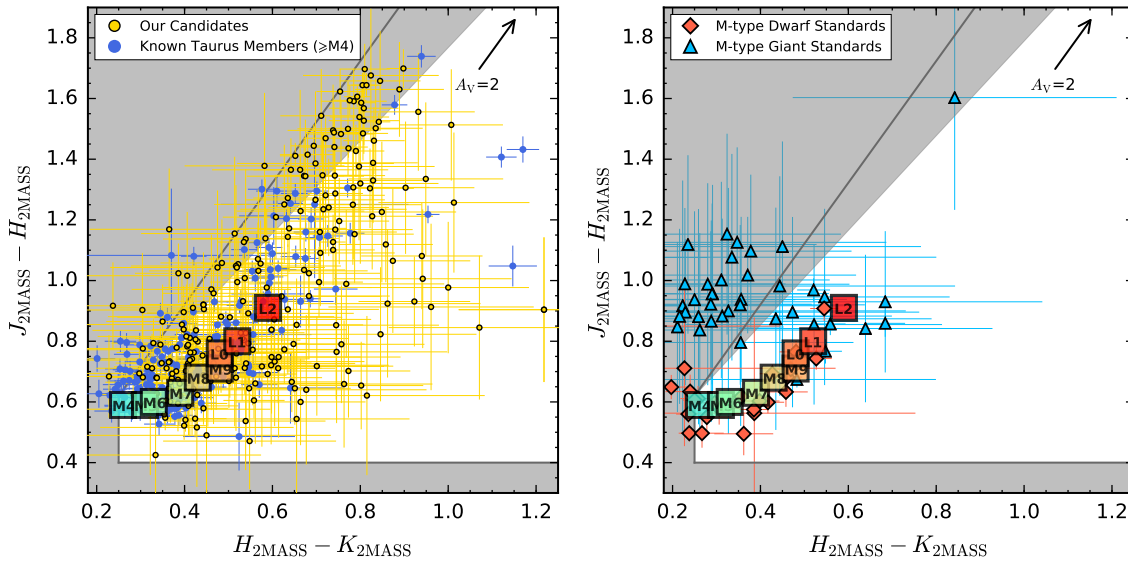 Our Candidates
Known Taurus Members (⩾M4)
A_V=2
1.8
1.6
1.4
1.2
1.0
0.8
0.6
0.4
J_2MASS − H_2MASS
L2
L1
L0
M9
M8
M7
M6
M4
0.2 0.4 0.6 0.8 1.0 1.2
H_2MASS − K_2MASS
M-type Dwarf Standards
M-type Giant Standards
A_V=2
1.8
1.6
1.4
1.2
1.0
0.8
0.6
0.4
J_2MASS − H_2MASS
L2
L1
L0
M9
M8
M6
M4
0.2 0.4 0.6 0.8 1.0 1.2
H_2MASS − K_2MASS